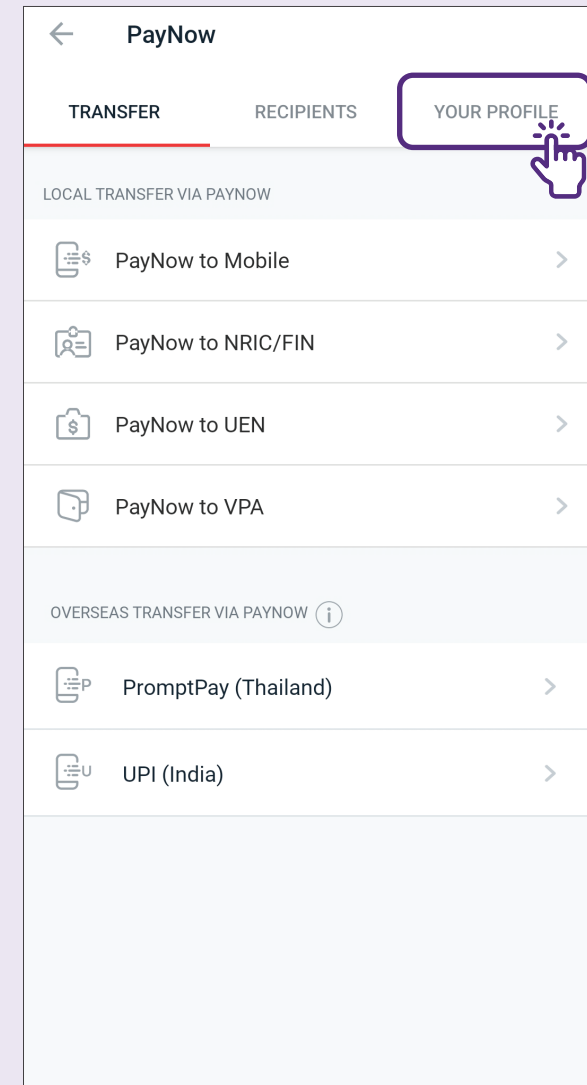 PayNow
TRANSFER RECIPIENTS YOUR PROFILE
LOCAL TRANSFER VIA PAYNOW
$ PayNow to Mobile
PayNow to NRIC/FIN
$ PayNow to UEN
PayNow to VPA
OVERSEAS TRANSFER VIA PAYNOW i
P PromptPay (Thailand)
U UPI (India)